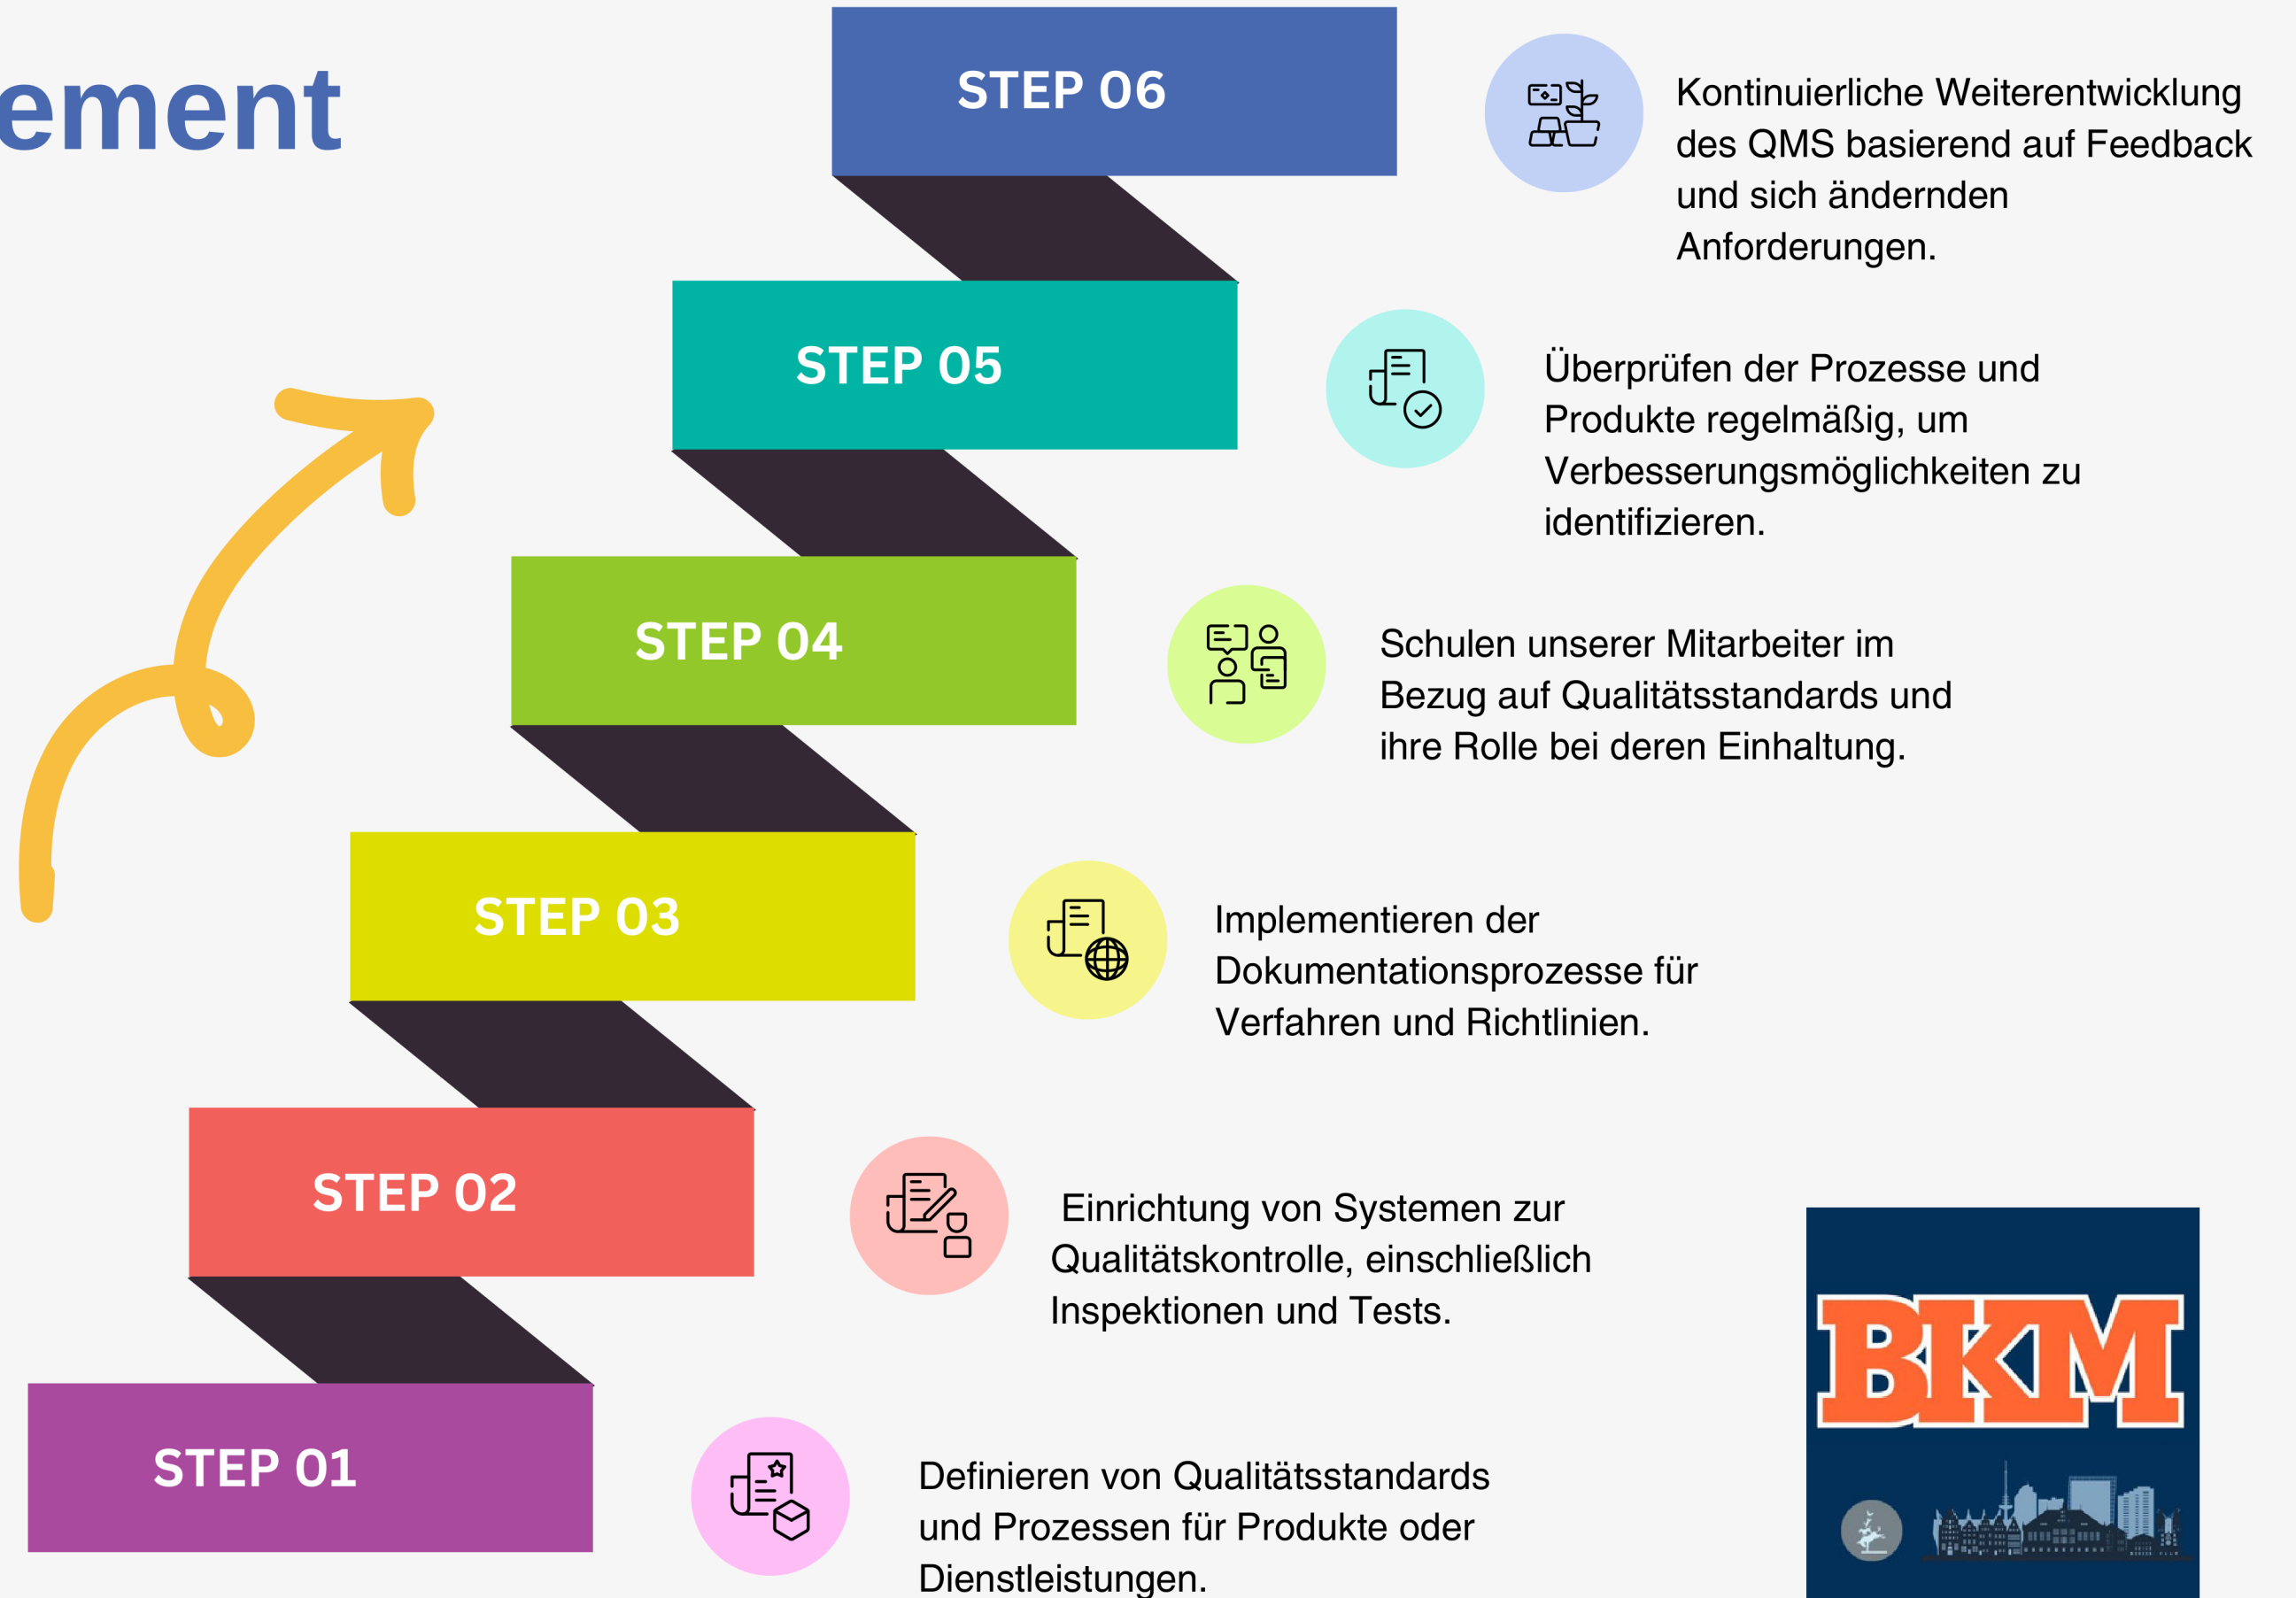 ement
STEP 06
Kontinuierliche Weiterentwicklung
des QMS basierend auf Feedback
und sich ändernden
Anforderungen.
STEP 05
Überprüfen der Prozesse und
Produkte regelmäßig, um
Verbesserungsmöglichkeiten zu
identifizieren.
STEP 04
Schulen unserer Mitarbeiter im
Bezug auf Qualitätsstandards und
ihre Rolle bei deren Einhaltung.
STEP 03
Implementieren der
Dokumentationsprozesse für
Verfahren und Richtlinien.
STEP 02
Einrichtung von Systemen zur
Qualitätskontrolle, einschließlich
Inspektionen und Tests.
STEP 01
Definieren von Qualitätsstandards
und Prozessen für Produkte oder
Dienstleistungen.
BKM